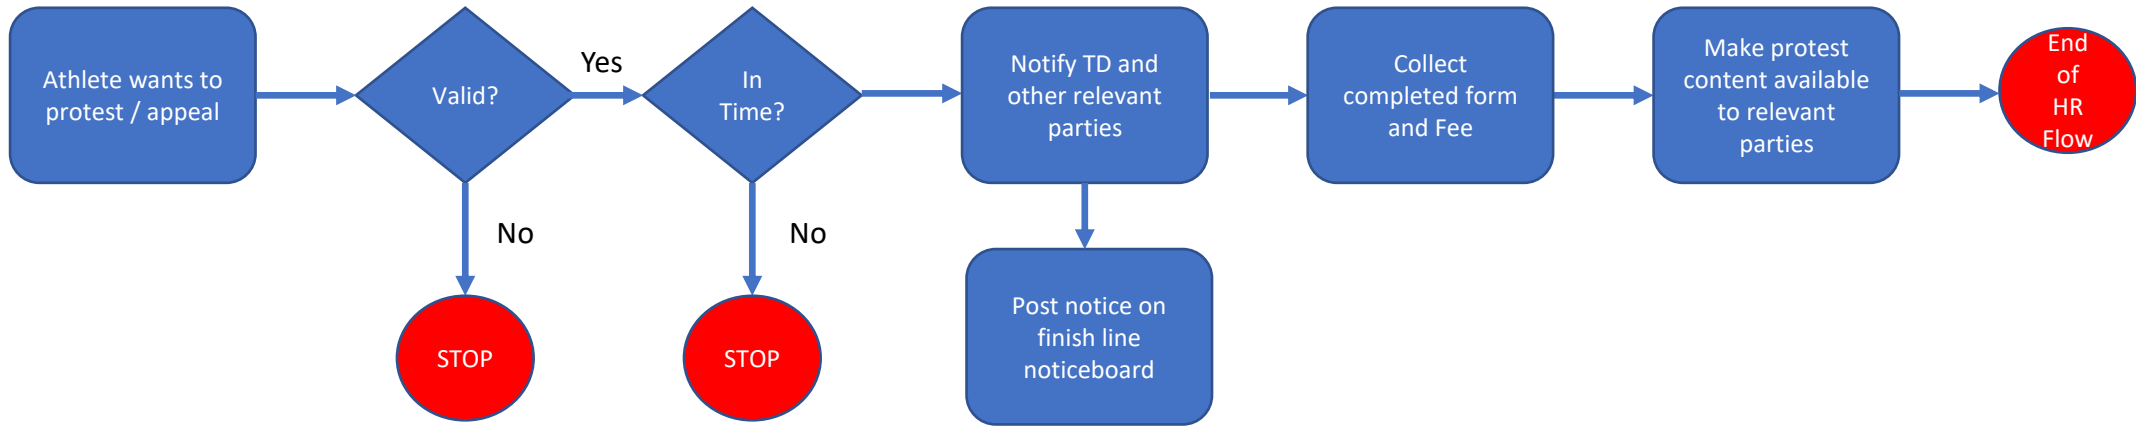 Athlete wants to
protest / appeal
Valid?
Yes
No
STOP
In
Time?
No
STOP
Notify TD and
other relevant
parties
Post notice on
finish line
noticeboard
Collect
completed form
and Fee
Make protest
content available
to relevant
parties
End
of
HR
Flow